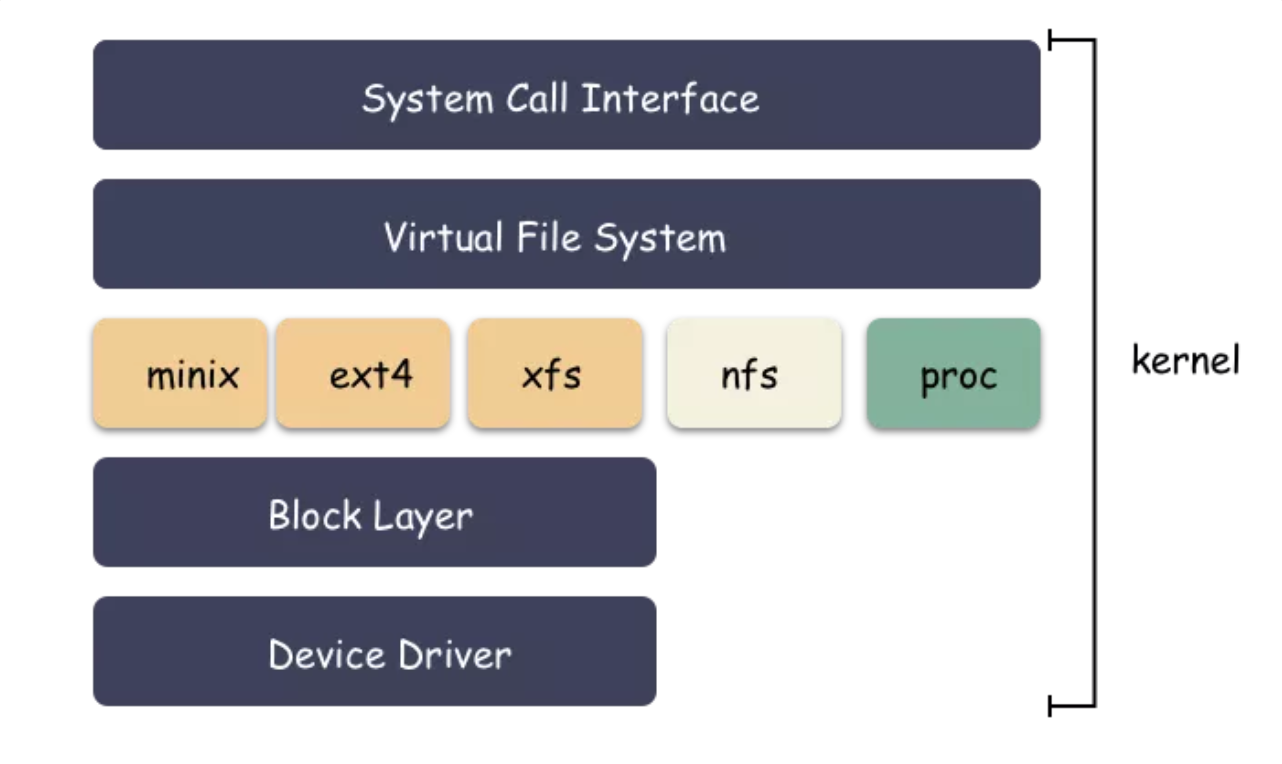 System Call Interface
Virtual File System
minix ext4 xfs nfs proc
kernel
Block Layer
Device Driver